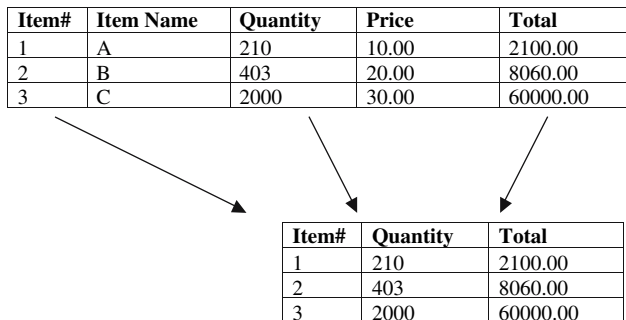 Item# Item Name Quantity Price Total
1 A 210 10.00 2100.00
2 B 403 20.00 8060.00
3 C 2000 30.00 60000.00
Item# Quantity Total
1 210 2100.00
2 403 8060.00
3 2000 60000.00